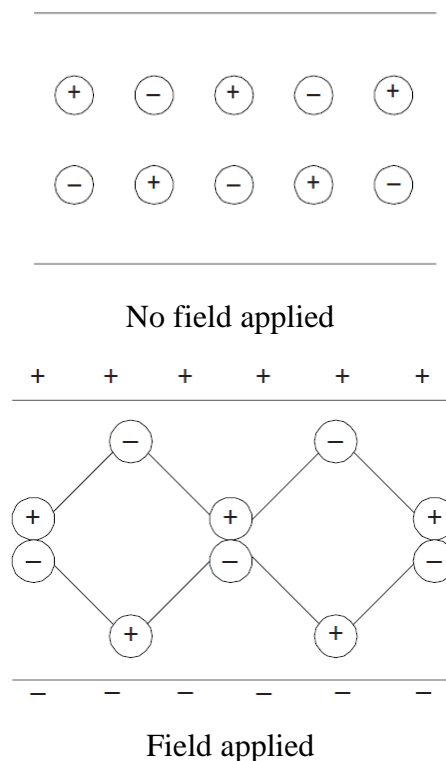 + − + − +
− + − + −
No field applied
+ + + + + +
− −
+ + +
− − −
+ +
− − − − − −
Field applied